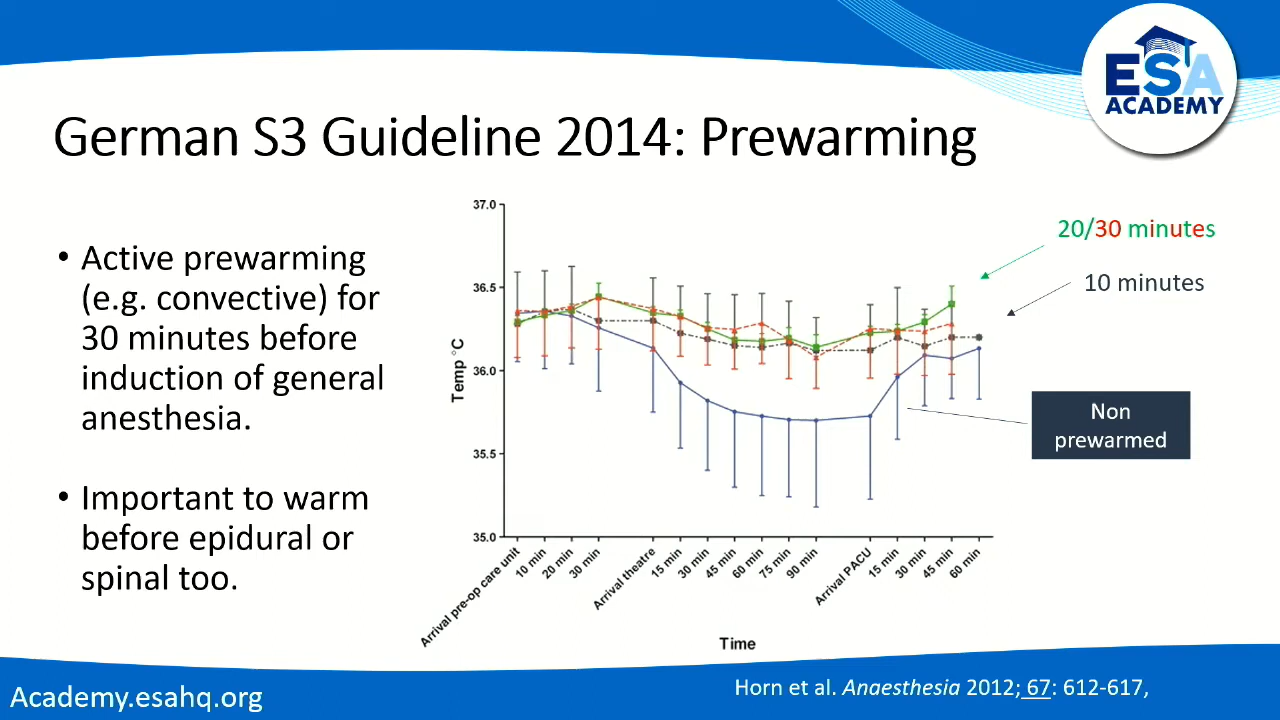 ESA
ACADEMY
German S3 Guideline 2014: Prewarming
• Active prewarming
(e.g. convective) for
30 minutes before
induction of general
anesthesia.
• Important to warm
before epidural or
spinal too.
37.0
36.5
36.0
35.5
35.0
Temp °C
Arrival pre-op care unit
10 min
20 min
30 min
Arrival theatre
15 min
30 min
45 min
60 min
75 min
90 min
Arrival PACU
15 min
30 min
45 min
60 min
Time
20/30 minutes
10 minutes
Non
prewarmed
Academy.esahq.org
Horn et al. Anaesthesia 2012; 67: 612-617,